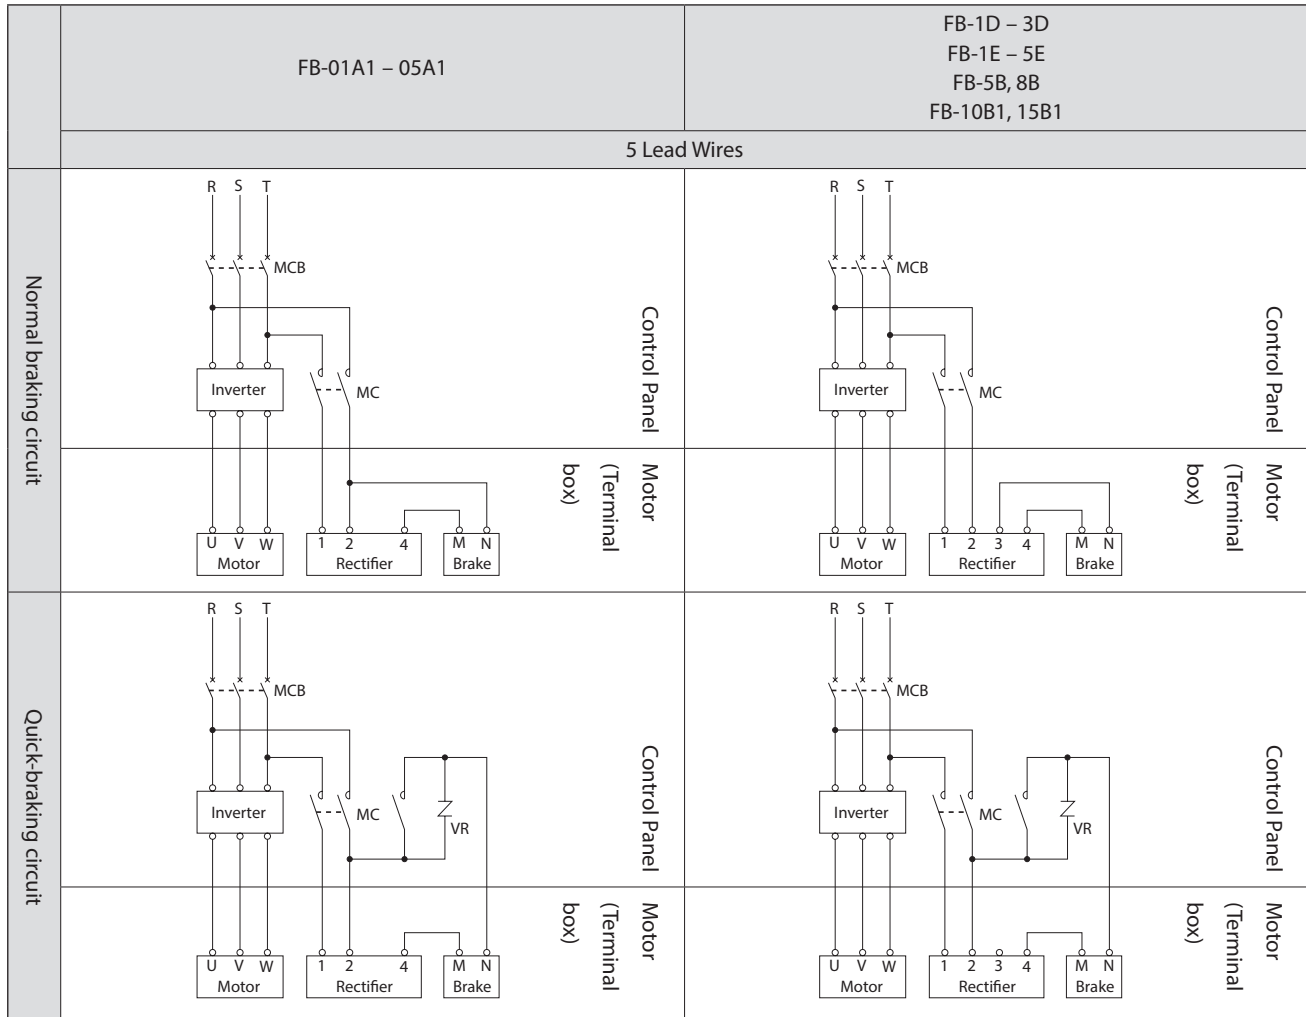 FB-01A1 – 05A1
FB-1D – 3D
FB-1E – 5E
FB-5B, 8B
FB-10B1, 15B1
5 Lead Wires
Normal braking circuit
R S T
MCB
Inverter
MC
Control Panel
Motor
(Terminal
box)
U V W
Motor
1 2 4
Rectifier
M N
Brake
R S T
MCB
Inverter
MC
Control Panel
Motor
(Terminal
box)
U V W
Motor
1 2 3 4
Rectifier
M N
Brake
Quick-braking circuit
R S T
MCB
Inverter
MC
VR
Control Panel
Motor
(Terminal
box)
U V W
Motor
1 2 4
Rectifier
M N
Brake
R S T
MCB
Inverter
MC
VR
Control Panel
Motor
(Terminal
box)
U V W
Motor
1 2 3 4
Rectifier
M N
Brake